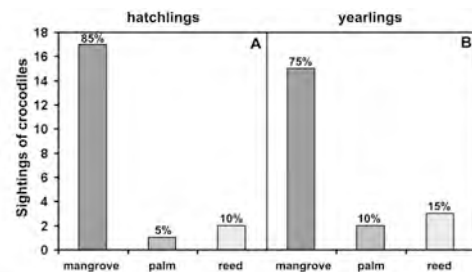 hatchlings
yearlings
Sightings of crocodiles
18
16
14
12
10
8
6
4
2
0
A
85%
5%
10%
mangrove palm reed
B
75%
10%
15%
mangrove palm reed